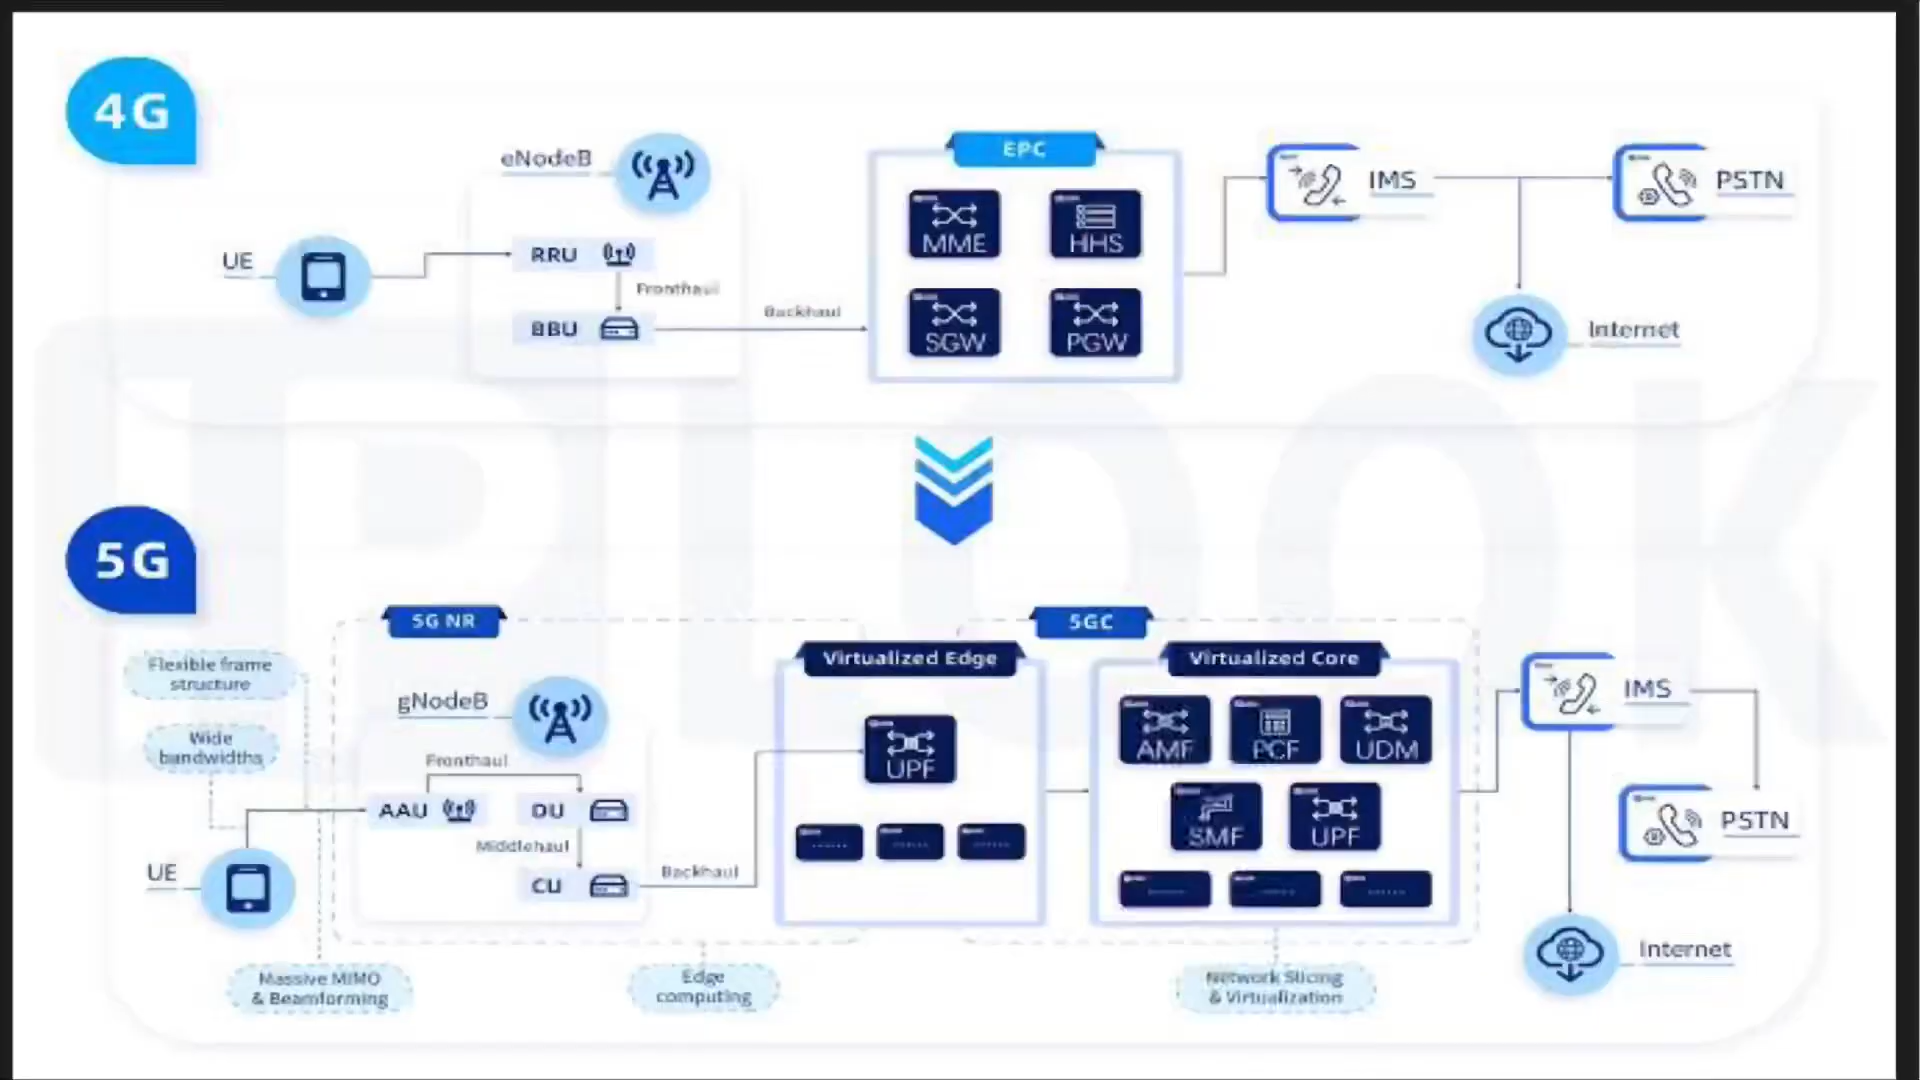 4G
eNodeB
EPC
UE
RRU
Fronthaul
BBU
Backhaul
MME
HHS
SGW
PGW
IMS
PSTN
Internet
5G
5G NR
5GC
Flexible frame
structure
Wide
bandwidths
gNodeB
Fronthaul
AAU
DU
Middlehaul
CU
Backhaul
UE
Virtualized Edge
UPF
Virtualized Core
AMF
PCF
UDM
SMF
UPF
IMS
PSTN
Internet
Massive MIMO
& Beamforming
Edge
computing
Network Slicing
& Virtualization
IPLOOK